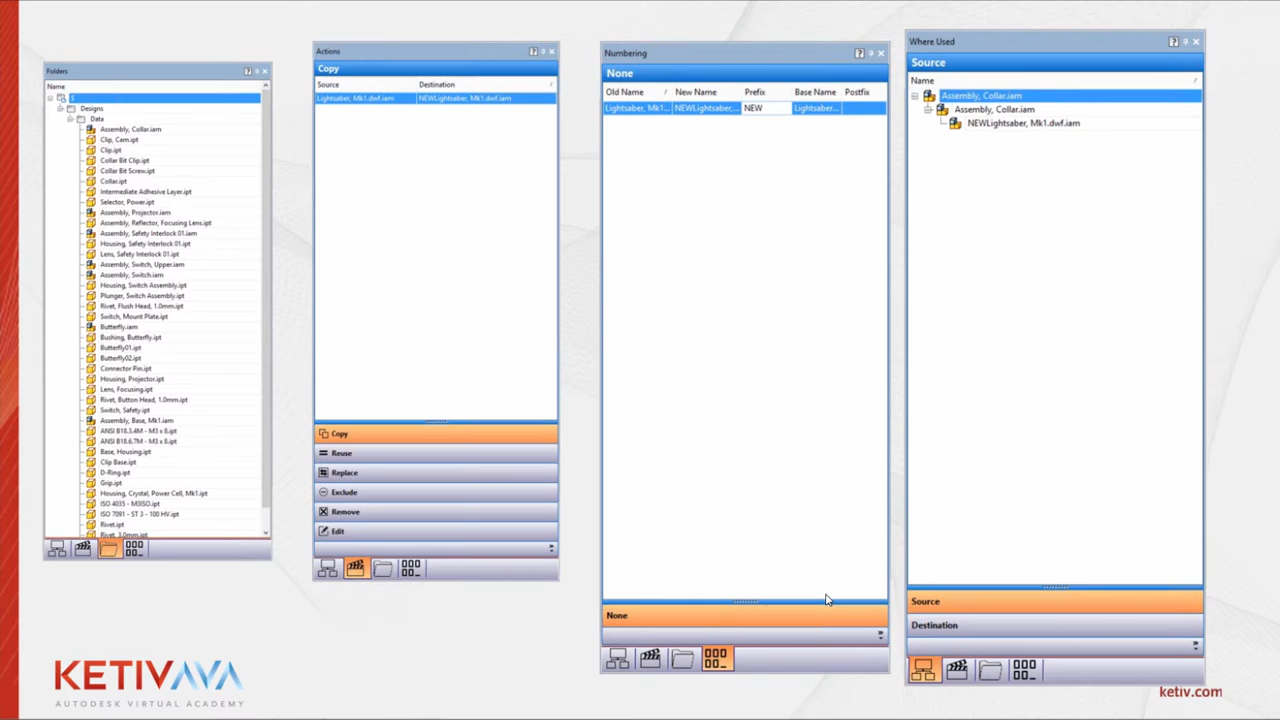 Folders
Name
Designs
Data
Assembly, Collar.iam
Clip, Cam.ipt
Clip.ipt
Collar Bit Clip.ipt
Collar Bit Screw.ipt
Collar.ipt
Intermediate Adhesive Layer.ipt
Selector, Power.ipt
Assembly, Projector.iam
Assembly, Reflector, Focusing Lens.ipt
Assembly, Safety Interlock 01.iam
Housing, Safety Interlock 01.ipt
Lens, Safety Interlock 01.ipt
Assembly, Switch, Upper.iam
Assembly, Switch.iam
Housing, Switch Assembly.ipt
Plunger, Switch Assembly.ipt
Rivet, Flush Head, 1.0mm.ipt
Switch, Mount Plate.ipt
Butterfly.iam
Bushing, Butterfly.ipt
Butterfly01.ipt
Butterfly02.ipt
Connector Pin.ipt
Housing, Projector.ipt
Lens, Focusing.ipt
Rivet, Button Head, 1.0mm.ipt
Switch, Safety.ipt
Assembly, Base, Mk1.iam
ANSI B18.3.4M - M3 x 8.ipt
ANSI B18.6.7M - M3 x 8.ipt
Base, Housing.ipt
Clip Base.ipt
D-Ring.ipt
Grip.ipt
Housing, Crystal, Power Cell, Mk1.ipt
ISO 4035 - M3ISO.ipt
ISO 7091 - ST 3 - 100 HV.ipt
Rivet.ipt
Rivet, 3.0mm.ipt
Actions
Copy
Source Destination
Lightsaber, Mk1.dwf.iam NEWLightsaber, Mk1.dwf.iam
Copy
Reuse
Replace
Exclude
Remove
Edit
Numbering
None
Old Name New Name Prefix Base Name Postfix
Lightsaber, Mk1... NEWLightsaber,... NEW Lightsaber...
None
Where Used
Source
Name
Assembly, Collar.iam
Assembly, Collar.iam
NEWLightsaber, Mk1.dwf.iam
Source
Destination
KETIV AVA
AUTODESK VIRTUAL ACADEMY
ketiv.com